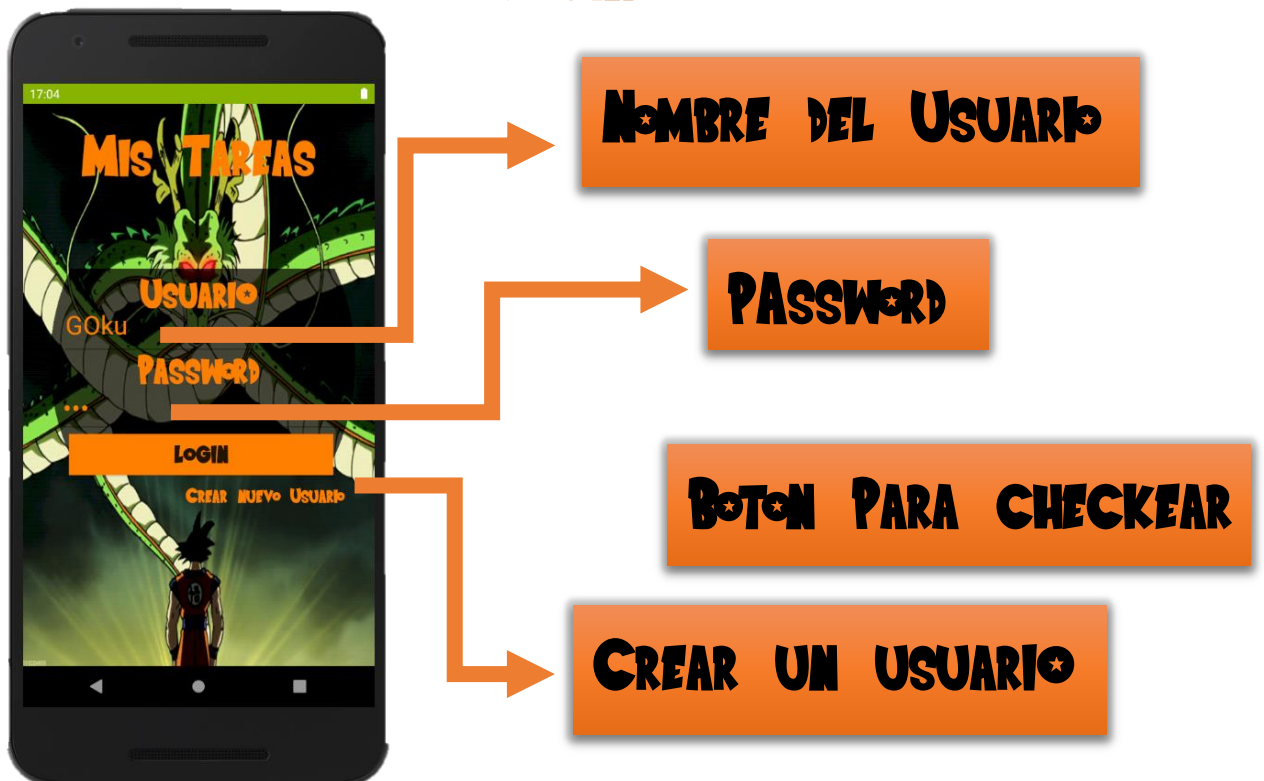 17:04
Mis Tareas
Usuario
GOku
Password
•••
LOGIN
Crear nuevo Usuario
Nombre del Usuario
PAssword
Boton Para checkear
Crear un usuario